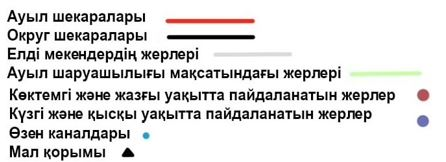 Ауыл шекаралары
Округ шекаралары
Елді мекендердің жерлері
Ауыл шаруашылығы мақсатындағы жерлері
Көктемгі және жазғы уақытта пайдаланатын жерлер
Күзгі және қысқы уақытта пайдаланатын жерлер
Өзен каналдары
Мал қорымы